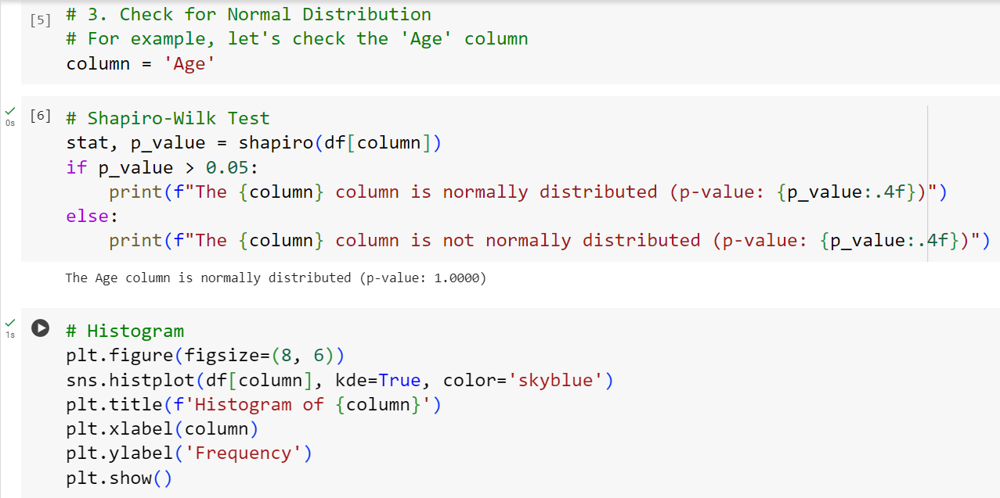 [5] # 3. Check for Normal Distribution
# For example, let's check the 'Age' column
column = 'Age'
0s [6] # Shapiro-Wilk Test
stat, p_value = shapiro(df[column])
if p_value > 0.05:
    print(f"The {column} column is normally distributed (p-value: {p_value:.4f})")
else:
    print(f"The {column} column is not normally distributed (p-value: {p_value:.4f})")
The Age column is normally distributed (p-value: 1.0000)
1s # Histogram
plt.figure(figsize=(8, 6))
sns.histplot(df[column], kde=True, color='skyblue')
plt.title(f'Histogram of {column}')
plt.xlabel(column)
plt.ylabel('Frequency')
plt.show()